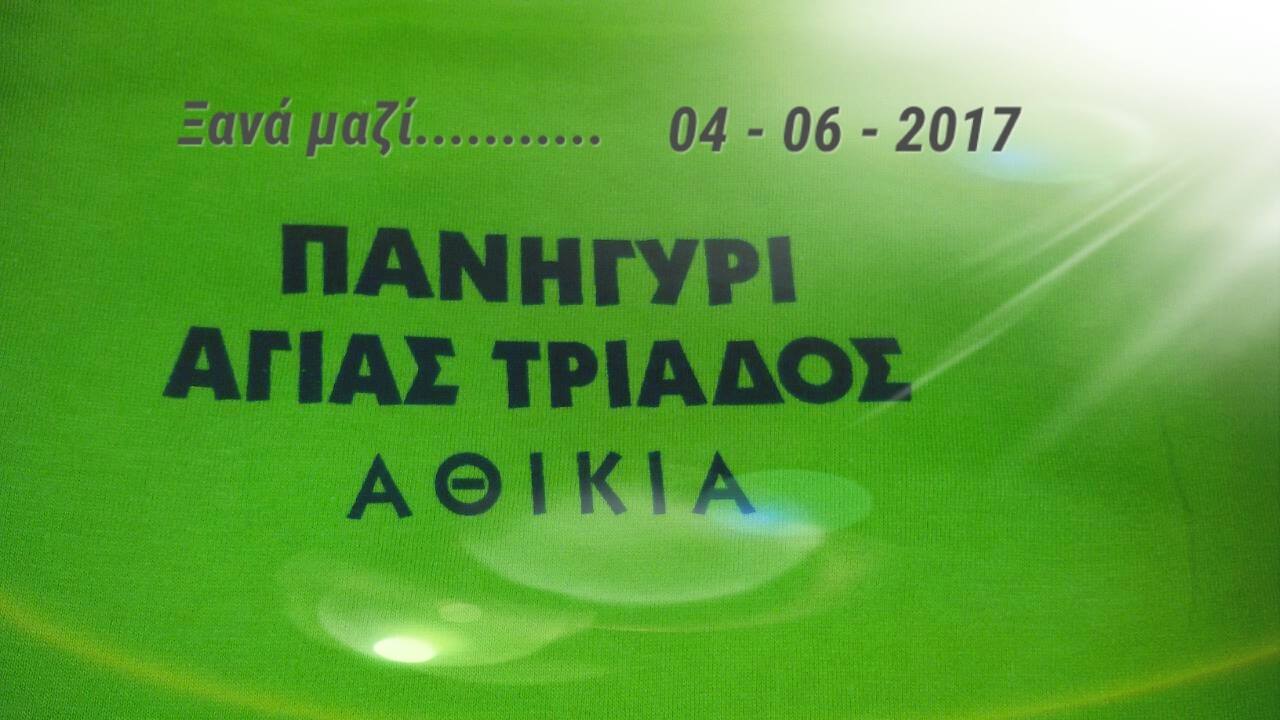 Ξανά μαζί........... 04 - 06 - 2017
ΠΑΝΗΓΥΡΙ
ΑΓΙΑΣ ΤΡΙΑΔΟΣ
ΑΘΙΚΙΑ